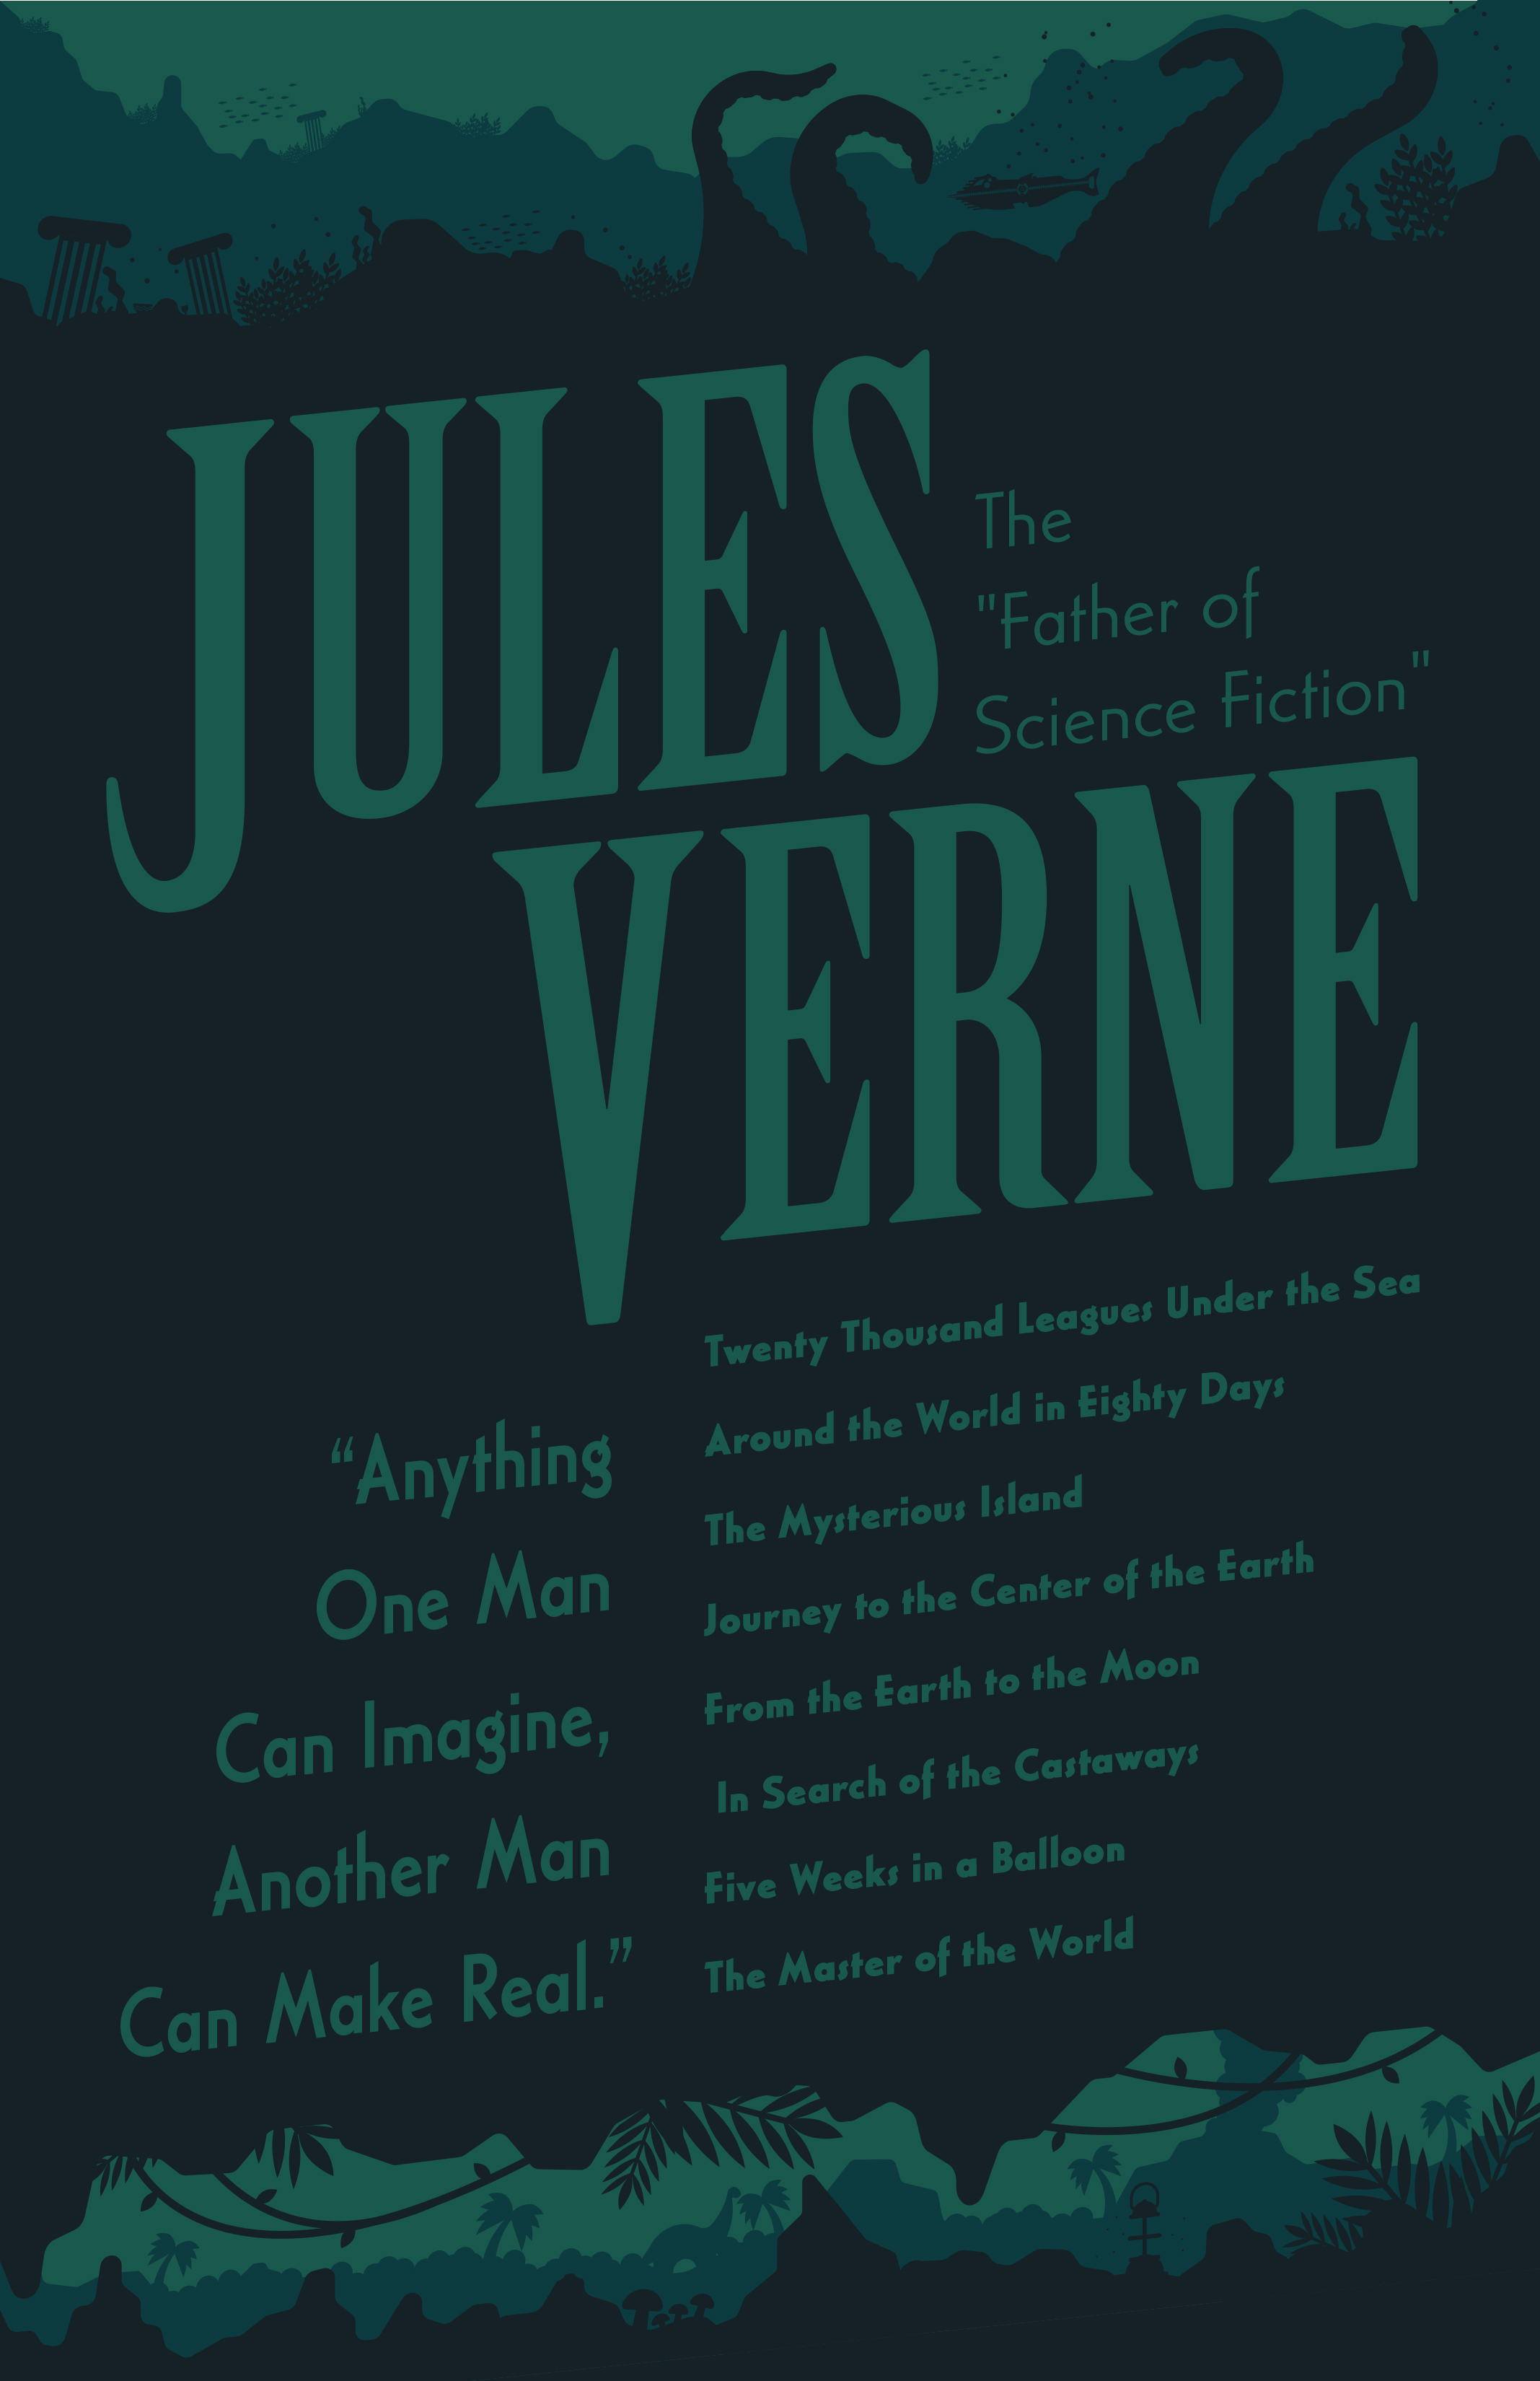 JULES
The
"Father of
Science Fiction"
VERNE
Twenty Thousand Leagues Under the Sea
Around the World in Eighty Days
The Mysterious Island
Journey to the Center of the Earth
From the Earth to the Moon
In Search of the Castaways
Five Weeks in a Balloon
The Master of the World
“Anything
One Man
Can Imagine,
Another Man
Can Make Real.”